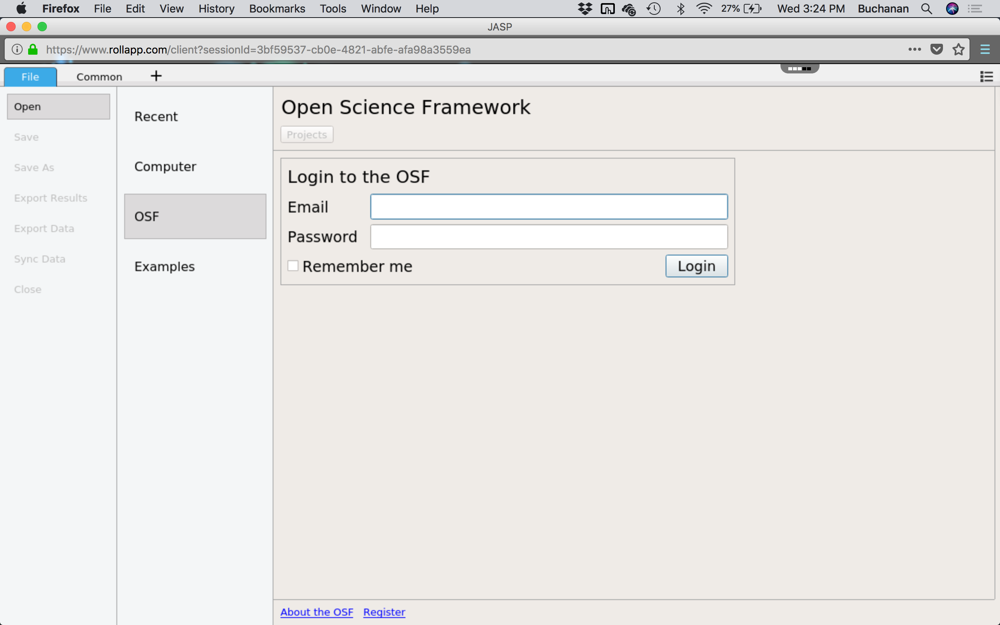 Firefox File Edit View History Bookmarks Tools Window Help 27% Wed 3:24 PM Buchanan
JASP
https://www.rollapp.com/client?sessionId=3bf59537-cb0e-4821-abfe-afa98a3559ea
File Common +
Open
Save
Save As
Export Results
Export Data
Sync Data
Close
Recent
Computer
OSF
Examples
Open Science Framework
Projects
Login to the OSF
Email
Password
Remember me Login
About the OSF Register